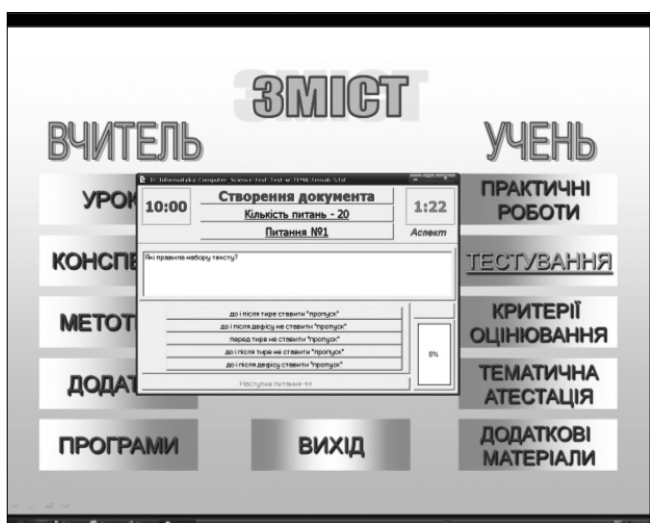 ЗМІСТ
ВЧИТЕЛЬ
УЧЕНЬ
УРОК
КОНСПЕ
МЕТОТ
ДОДАТ
ПРОГРАМИ
10:00
Створення документа
Кількість питань - 20
Питання №1
1:22
Аспект
Які правила набору тексту?
до і після тире ставити "пропуск"
до і після дефісу не ставити "пропуск"
перед тире не ставити "пропуск"
до і після тире не ставити "пропуск"
до і після дефісу ставити "пропуск"
0%
Наступне питання
ВИХІД
ПРАКТИЧНІ
РОБОТИ
ТЕСТУВАННЯ
КРИТЕРІЇ
ОЦІНЮВАННЯ
ТЕМАТИЧНА
АТЕСТАЦІЯ
ДОДАТКОВІ
МАТЕРІАЛИ